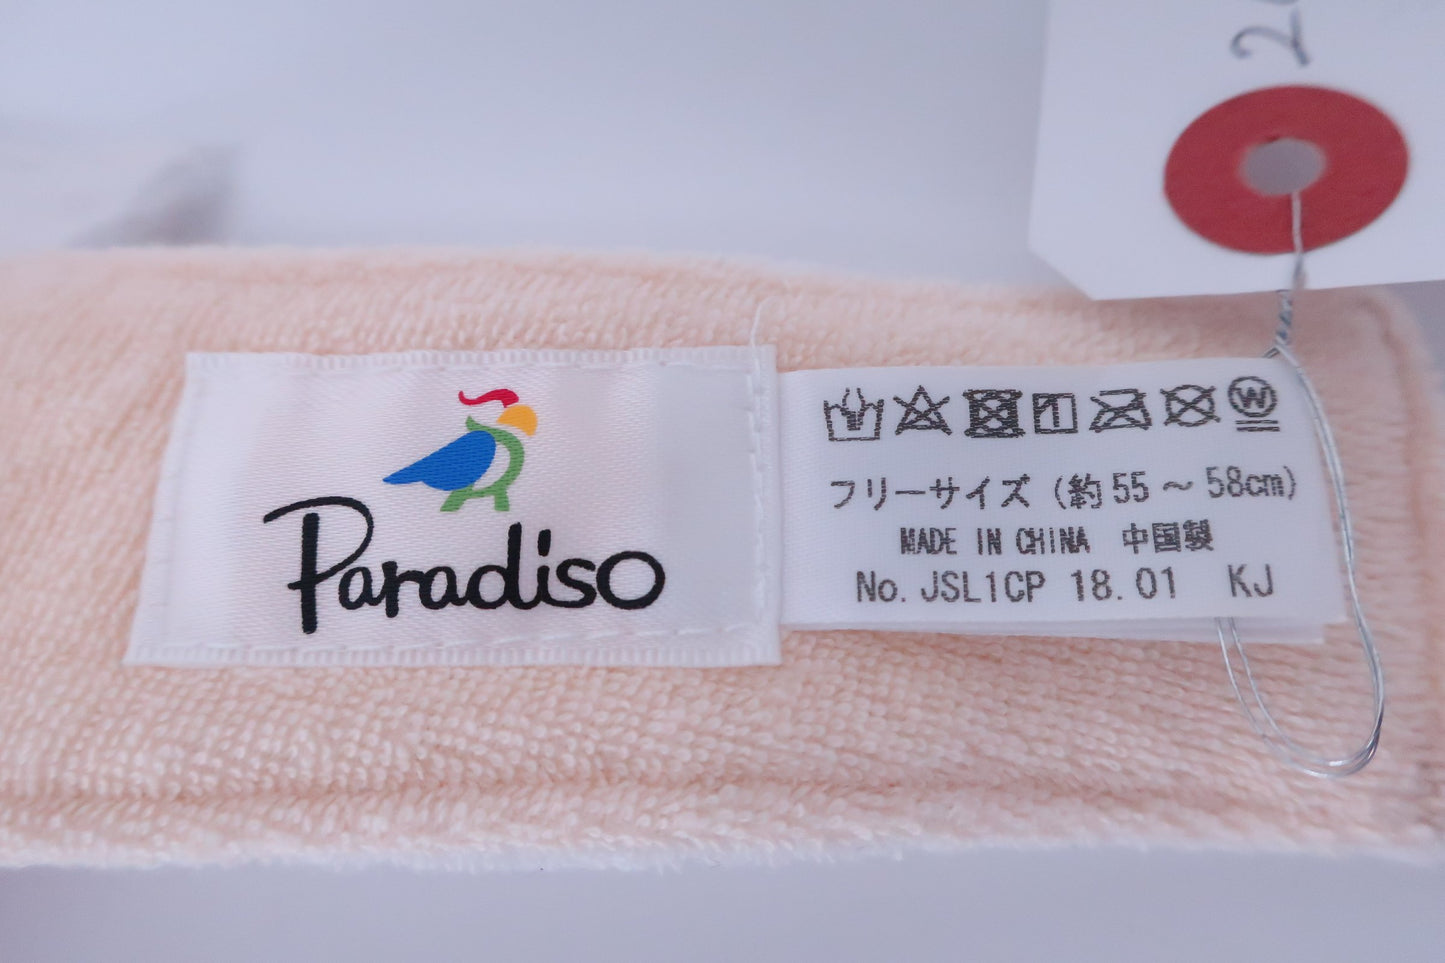 Paradiso
W
フリーサイズ (約55～58cm)
MADE IN CHINA 中国製
No. JSL1CP 18.01 KJ
2